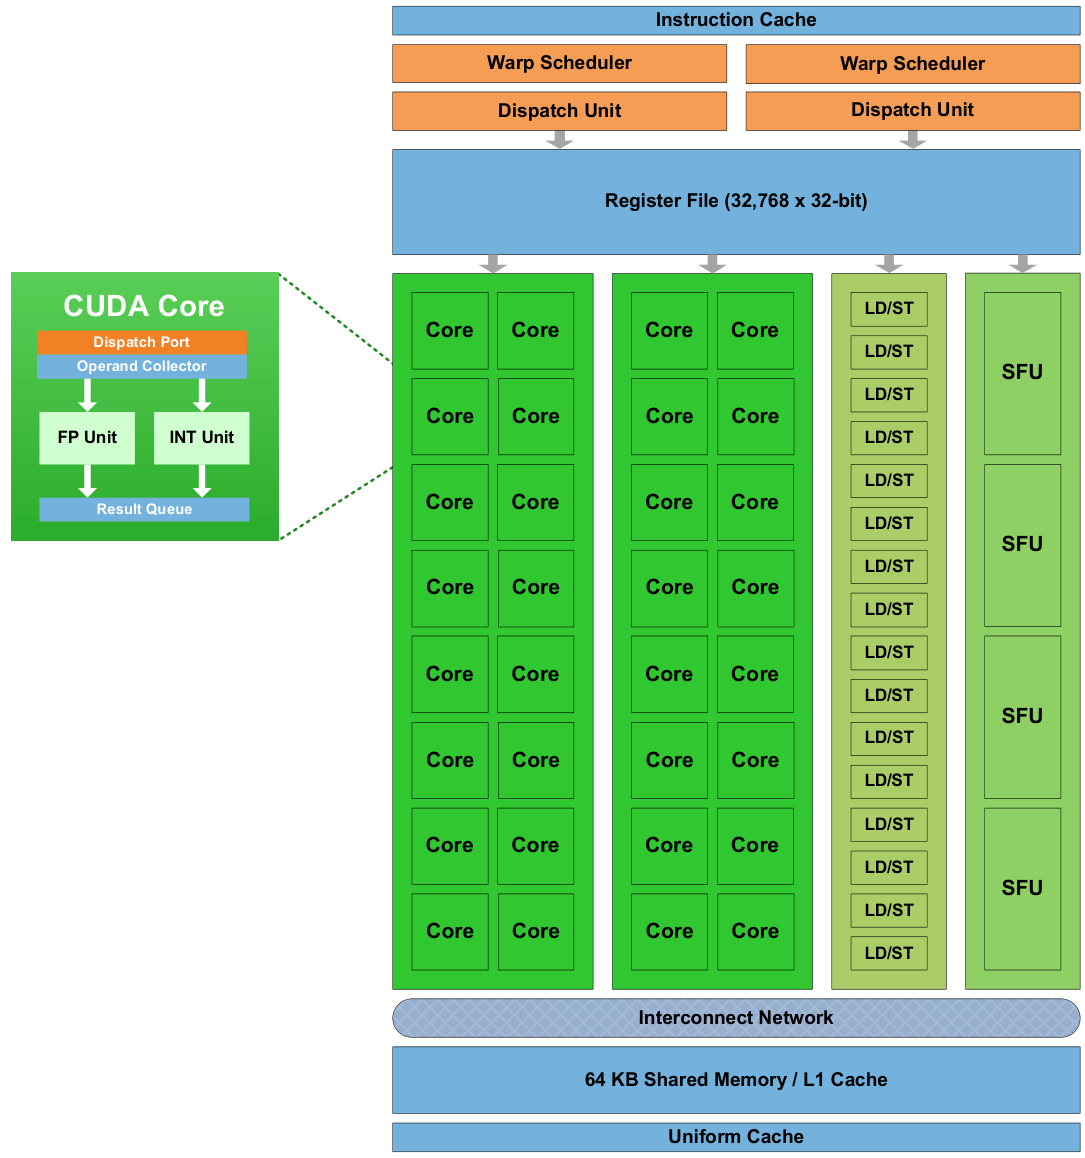 Instruction Cache
Warp Scheduler
Warp Scheduler
Dispatch Unit
Dispatch Unit
Register File (32,768 x 32-bit)
CUDA Core
Dispatch Port
Operand Collector
FP Unit
INT Unit
Result Queue
Core Core Core Core LD/ST SFU
LD/ST
Core Core Core Core LD/ST
LD/ST
Core Core Core Core LD/ST SFU
LD/ST
Core Core Core Core LD/ST
LD/ST
Core Core Core Core LD/ST SFU
LD/ST
Core Core Core Core LD/ST
LD/ST
Core Core Core Core LD/ST SFU
LD/ST
Core Core Core Core LD/ST
LD/ST
Interconnect Network
64 KB Shared Memory / L1 Cache
Uniform Cache